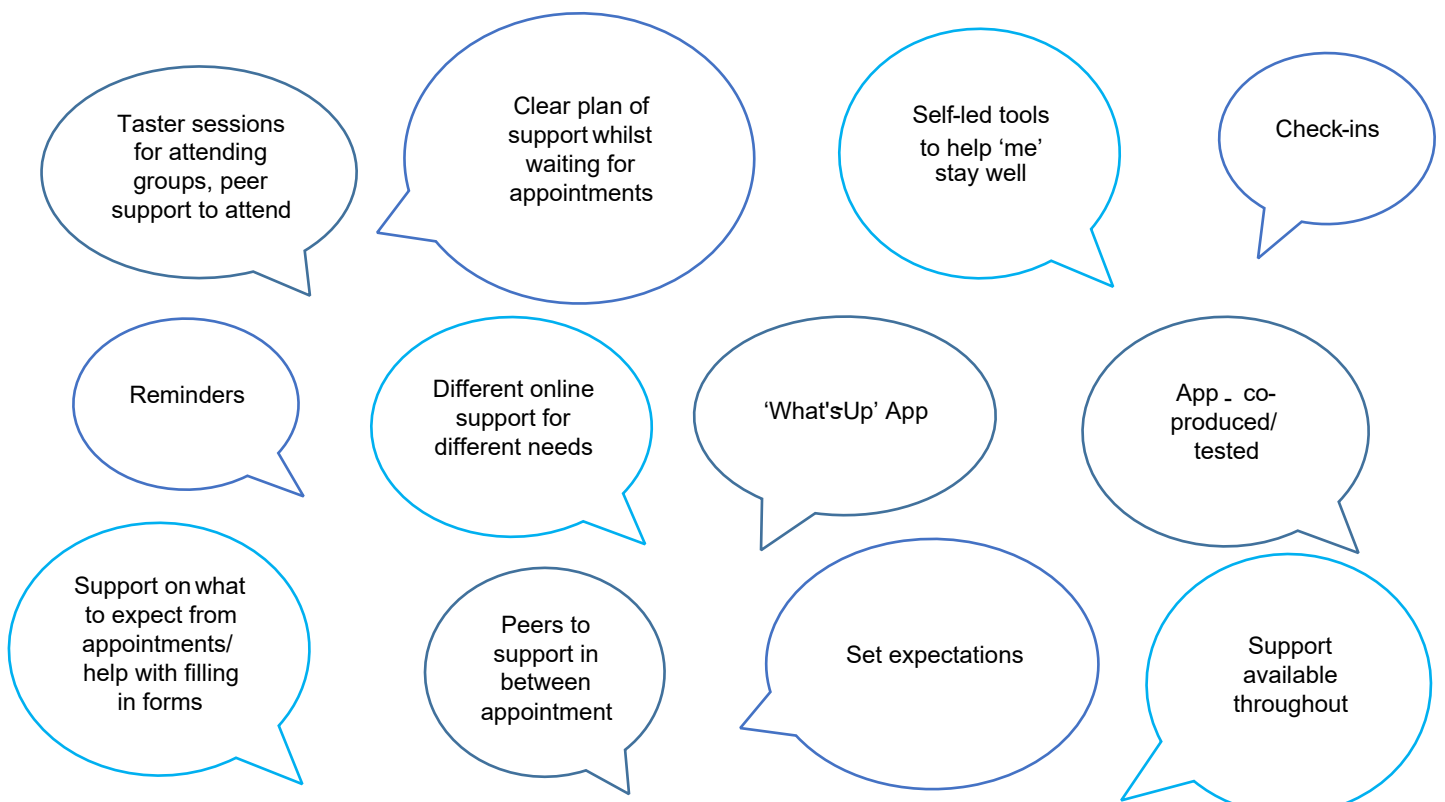 Taster sessions
for attending
groups, peer
support to attend
Clear plan of
support whilst
waiting for
appointments
Self-led tools
to help ‘me’
stay well
Check-ins
Reminders
Different online
support for
different needs
‘What's Up’ App
App - co-
produced/
tested
Support on what
to expect from
appointments/
help with filling
in forms
Peers to
support in
between
appointment
Set expectations
Support
available
throughout